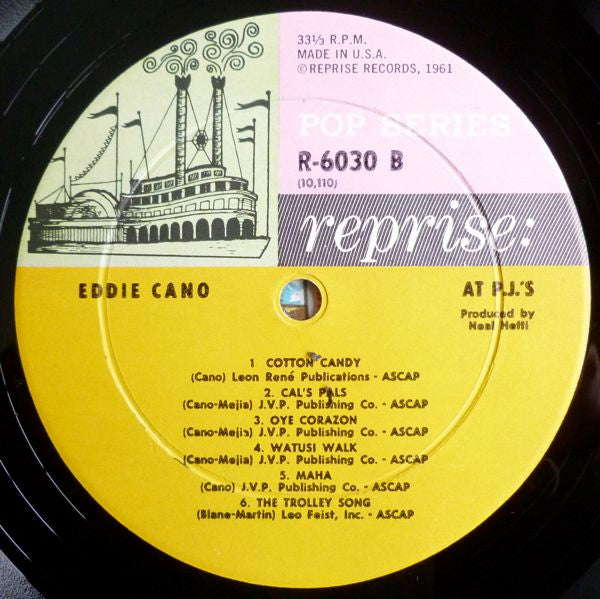 33⅓ R.P.M.
MADE IN U.S.A.
©REPRISE RECORDS, 1961
POP SERIES
R-6030 B
(10,110)
reprise:
EDDIE CANO
AT P.J.'S
Produced by
Neal Hefti
1 COTTON CANDY
(Cano) Leon René Publications - ASCAP
2. CAL'S PALS
(Cano-Mejia) J.V.P. Publishing Co. - ASCAP
3. OYE CORAZON
(Cano-Mejia) J.V.P. Publishing Co. - ASCAP
4. WATUSI WALK
(Cano-Mejia) J.V.P. Publishing Co. - ASCAP
5. MAHA
(Cano) J.V.P. Publishing Co. - ASCAP
6. THE TROLLEY SONG
(Blane-Martin) Leo Feist, Inc. - ASCAP